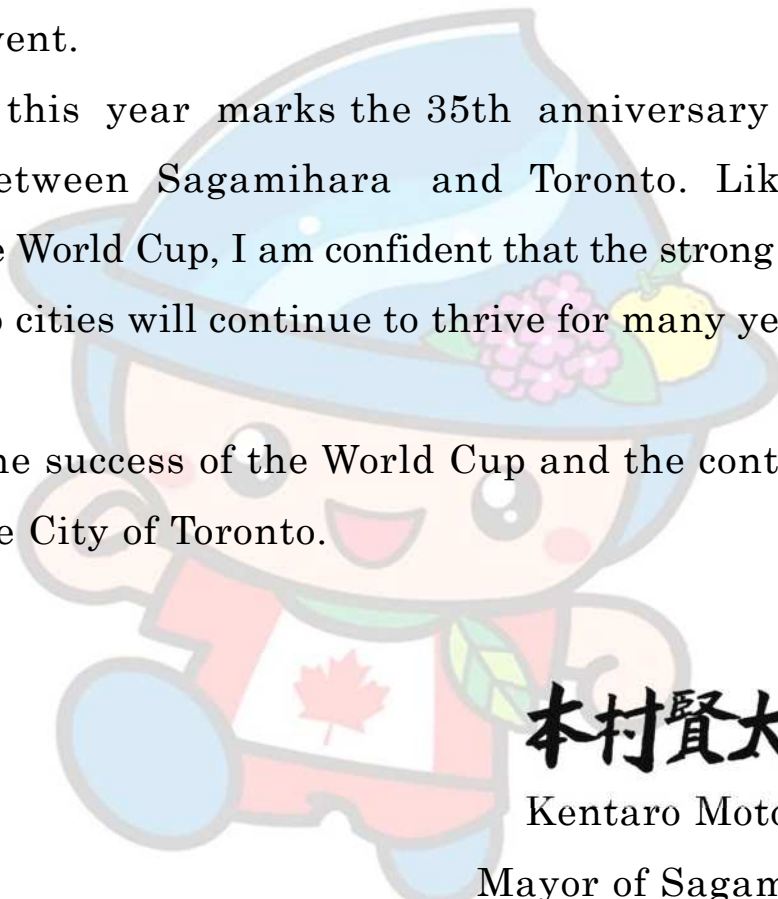 vent.
this year marks the 35th anniversary
etween Sagamihara and Toronto. Lik
e World Cup, I am confident that the strong
o cities will continue to thrive for many ye
he success of the World Cup and the cont
e City of Toronto.
本村賢太
Kentaro Moto
Mayor of Sagam